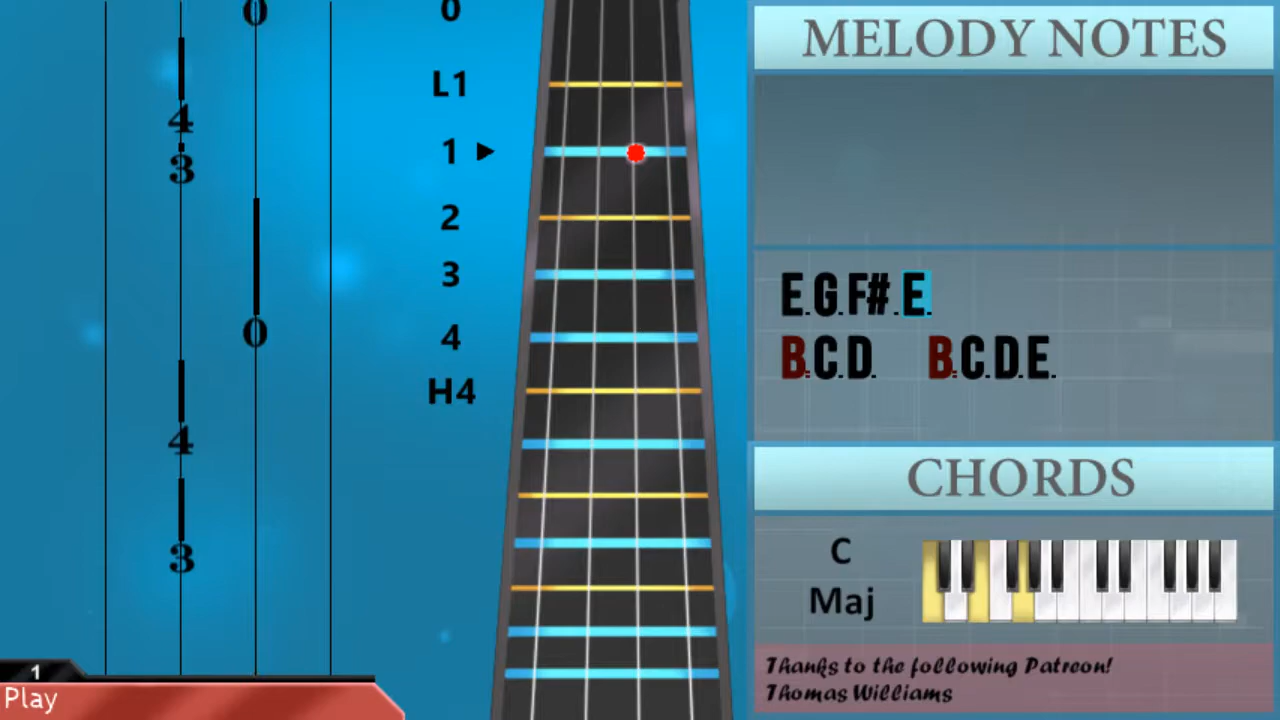 0
4
3
0
4
3
1
Play
0
L1
1
2
3
4
H4
MELODY NOTES
E.G.F#.E.
B.C.D. B.C.D.E.
CHORDS
C
Maj
Thanks to the following Patreon!
Thomas Williams